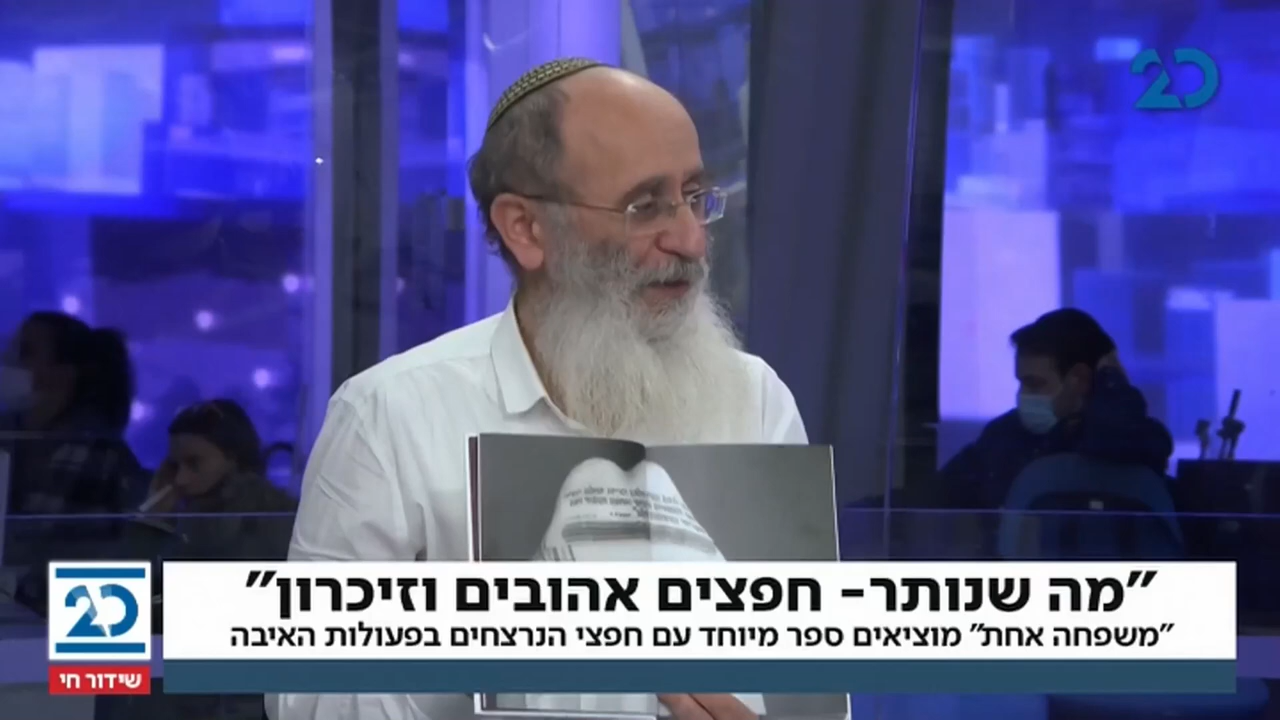 20
"מה שנותר- חפצים אהובים וזיכרון"
"משפחה אחת" מוציאים ספר מיוחד עם חפצי הנרצחים בפעולות האיבה
20
שידור חי